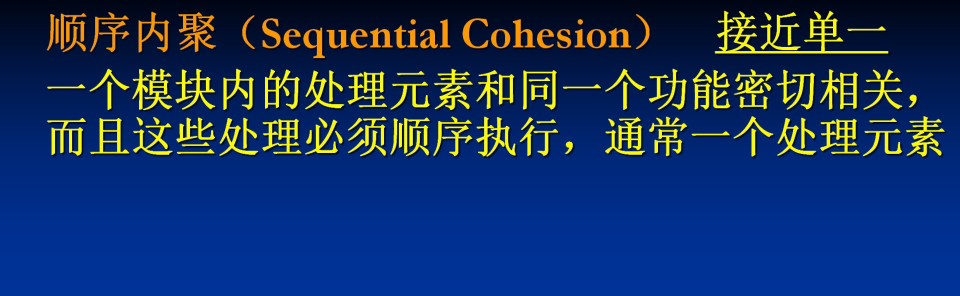 顺序内聚（Sequential Cohesion） 接近单一
一个模块内的处理元素和同一个功能密切相关，
而且这些处理必须顺序执行，通常一个处理元素